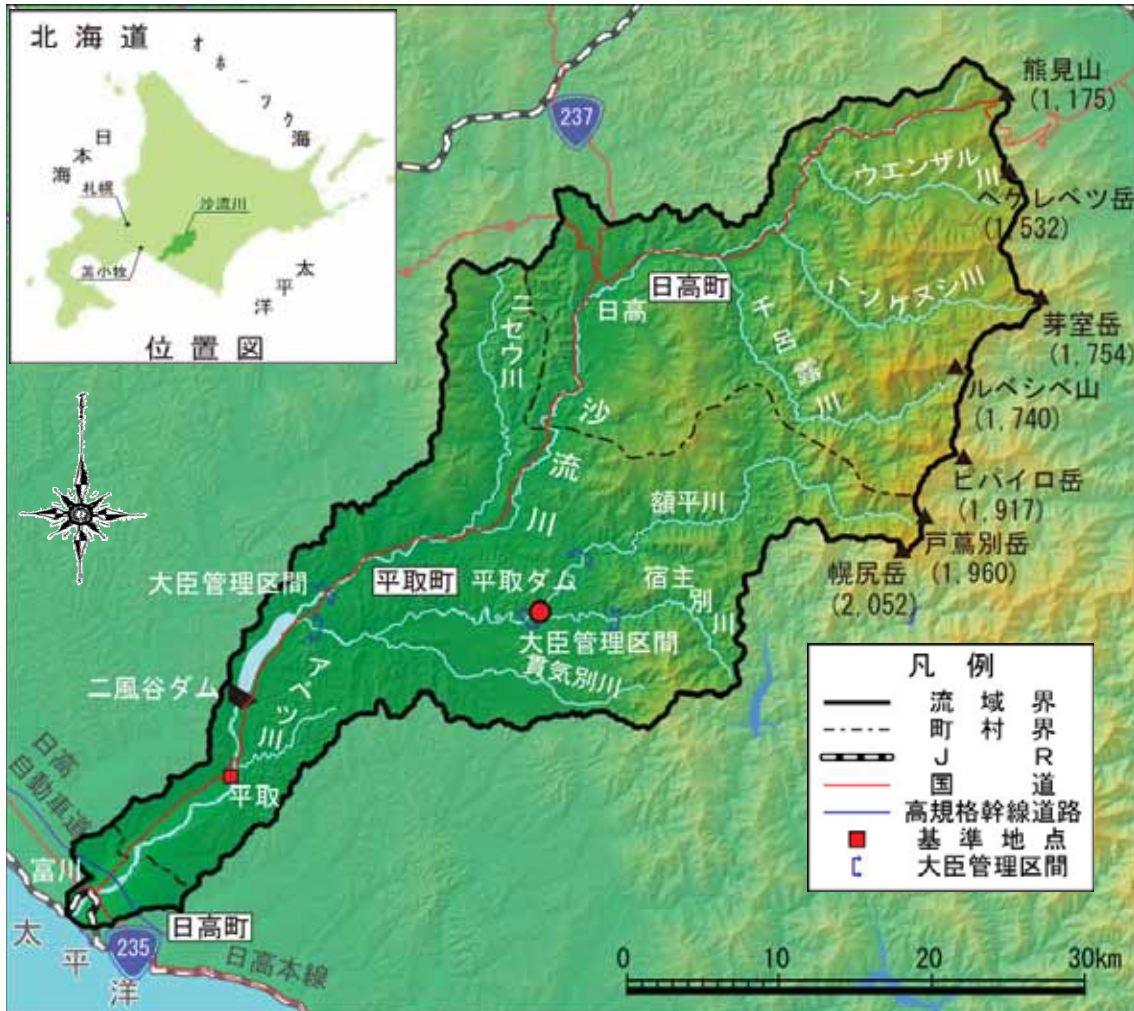 北海道
オホーツク海
日本海
札幌
沙流川
苫小牧
太平洋
位置図
237
熊見山
(1,175)
ウエンザル川
ペケレベツ岳
(1,532)
日高町
日高
パンケヌシ川
千呂露川
ニセウ川
芽室岳
(1,754)
ルベシベ山
(1,740)
沙流川
額平川
ピパイロ岳
(1,917)
戸蔦別岳
(1,960)
幌尻岳
(2,052)
大臣管理区間
平取町
平取ダム
宿主別川
大臣管理区間
貫気別川
二風谷ダム
アベツ川
平取
日高自動車道
富川
日高町
235
日高本線
太平洋
凡例
流域界
町村界
JR
国道
高規格幹線道路
基準地点
大臣管理区間
0 10 20 30km